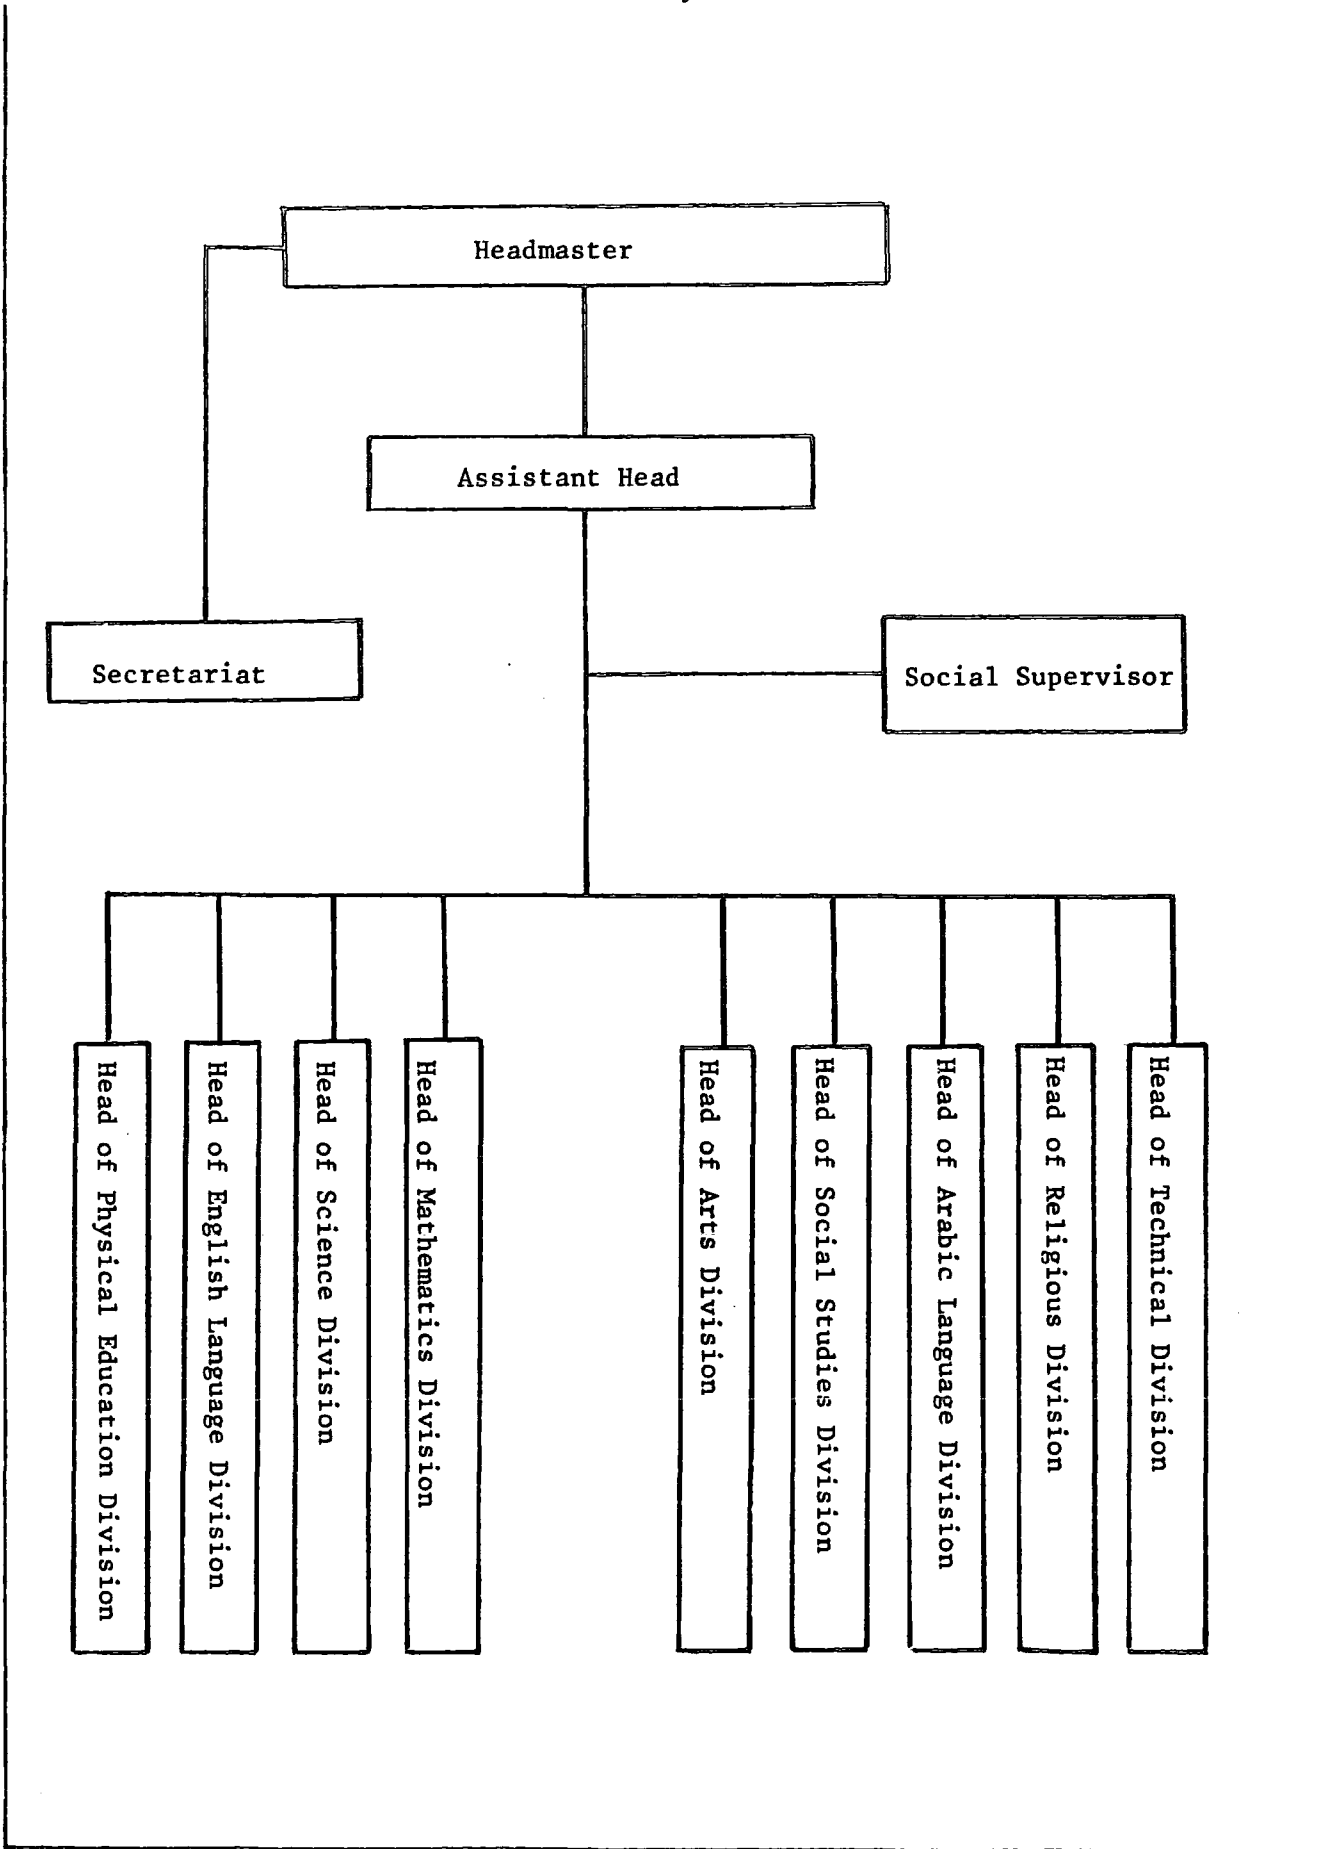 Headmaster
Assistant Head
Secretariat
Social Supervisor
Head of Physical Education Division
Head of English Language Division
Head of Science Division
Head of Mathematics Division
Head of Arts Division
Head of Social Studies Division
Head of Arabic Language Division
Head of Religious Division
Head of Technical Division